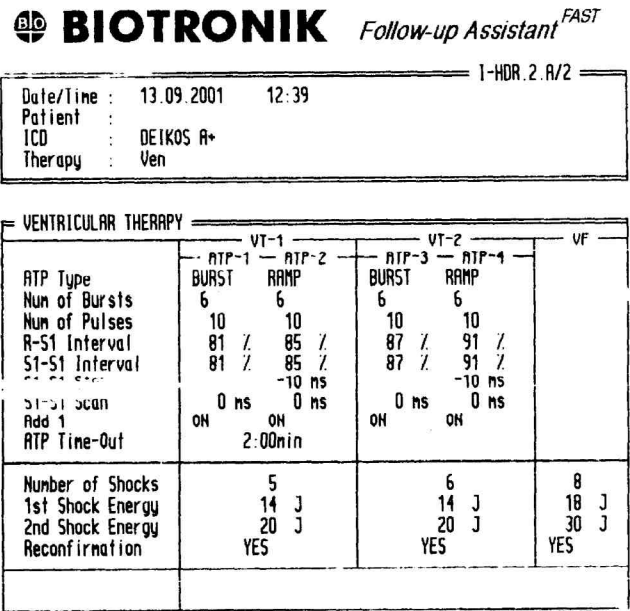 BIO BIOTRONIK Follow-up Assistant FAST
I-HDR.2.A/2
Date/Time : 13.09.2001 12:39
Patient :
ICD : DEIKOS A+
Therapy : Ven
VENTRICULAR THERAPY
VT-1 VT-2 VF
ATP-1 ATP-2 ATP-3 ATP-4
ATP Type BURST RAMP BURST RAMP
Num of Bursts 6 6 6 6
Num of Pulses 10 10 10 10
R-S1 Interval 81 % 85 % 87 % 91 %
S1-S1 Interval 81 % 85 % 87 % 91 %
-10 ms -10 ms
S1-S1 Scan 0 ms 0 ms 0 ms 0 ms
Add 1 ON ON ON ON
ATP Time-Out 2:00min
Number of Shocks 5 6 8
1st Shock Energy 14 J 14 J 18 J
2nd Shock Energy 20 J 20 J 30 J
Reconfirmation YES YES YES